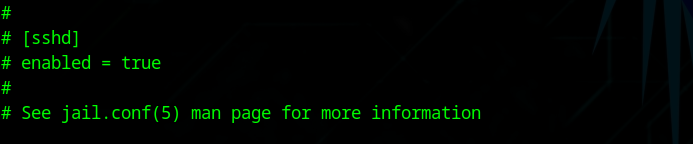 #
# [sshd]
# enabled = true
#
# See jail.conf(5) man page for more information